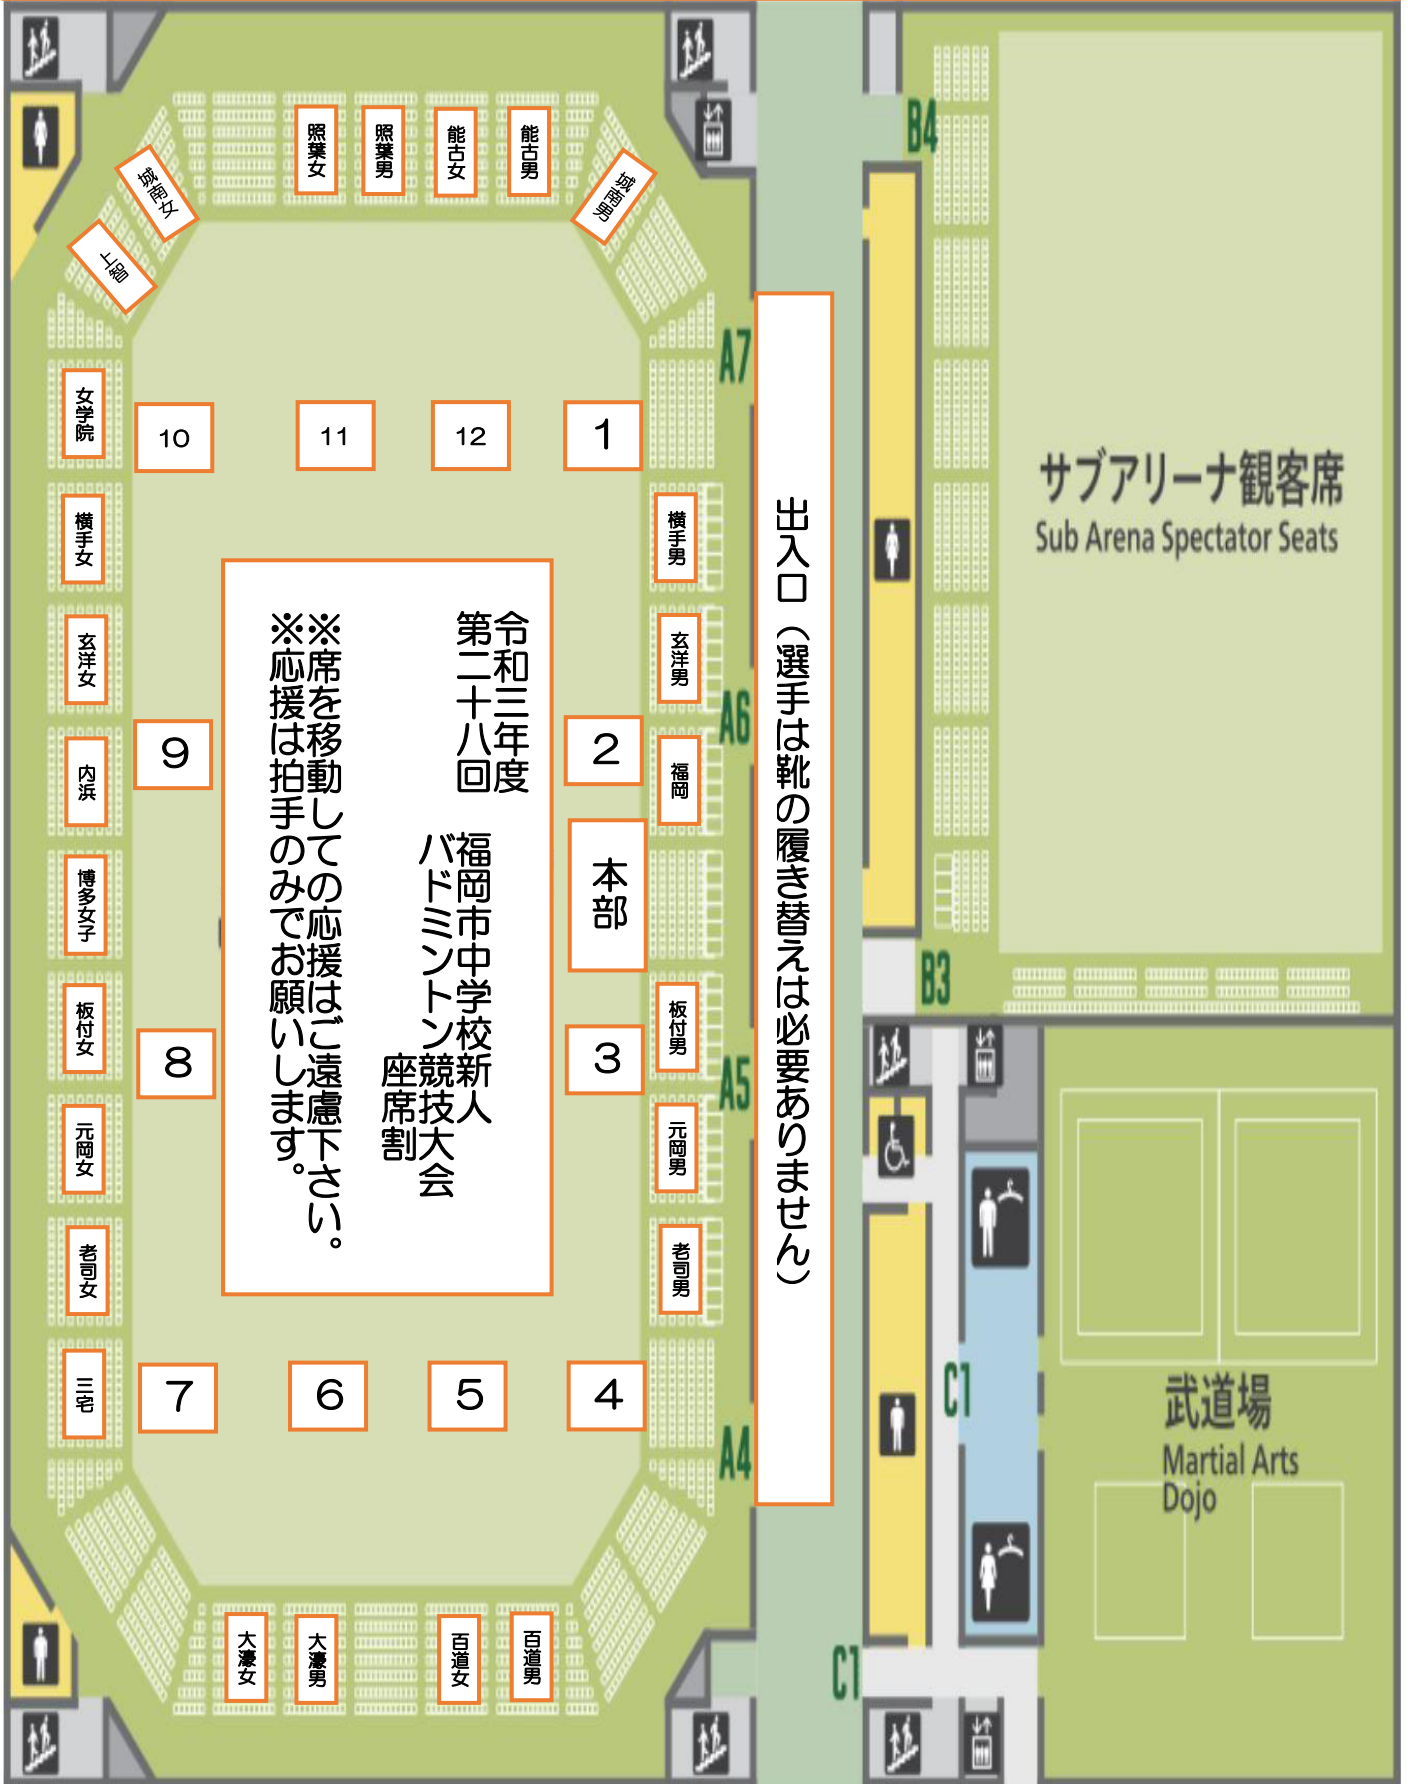 照葉女
照葉男
能古女
能古男
城南女
城南男
上智
B4
A7
女学院
10
11
12
1
サブアリーナ観客席
Sub Arena Spectator Seats
横手女
横手男
出入口（選手は靴の履き替えは必要ありません）
令和三年度
第二十八回　福岡市中学校新人
バドミントン競技大会
座席割
※席を移動しての応援はご遠慮下さい。
※応援は拍手のみでお願いします。
玄洋女
玄洋男
A6
内浜
9
2
福岡
博多女子
本部
B3
板付女
板付男
8
3
A5
元岡女
元岡男
老司女
老司男
三宅
7
6
5
4
A4
C1
武道場
Martial Arts
Dojo
大濠女
大濠男
百道女
百道男
C1